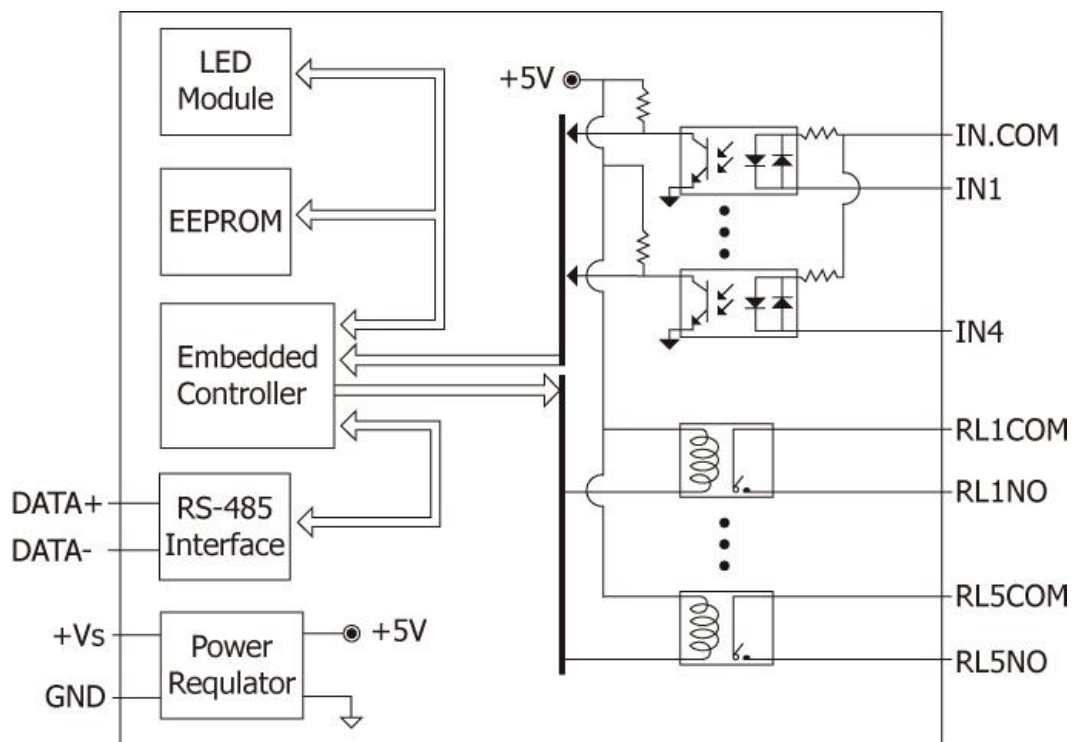 LED
Module
EEPROM
Embedded
Controller
RS-485
Interface
Power
Requlator
DATA+
DATA-
+Vs
GND
+5V
+5V
IN.COM
IN1
IN4
RL1COM
RL1NO
RL5COM
RL5NO